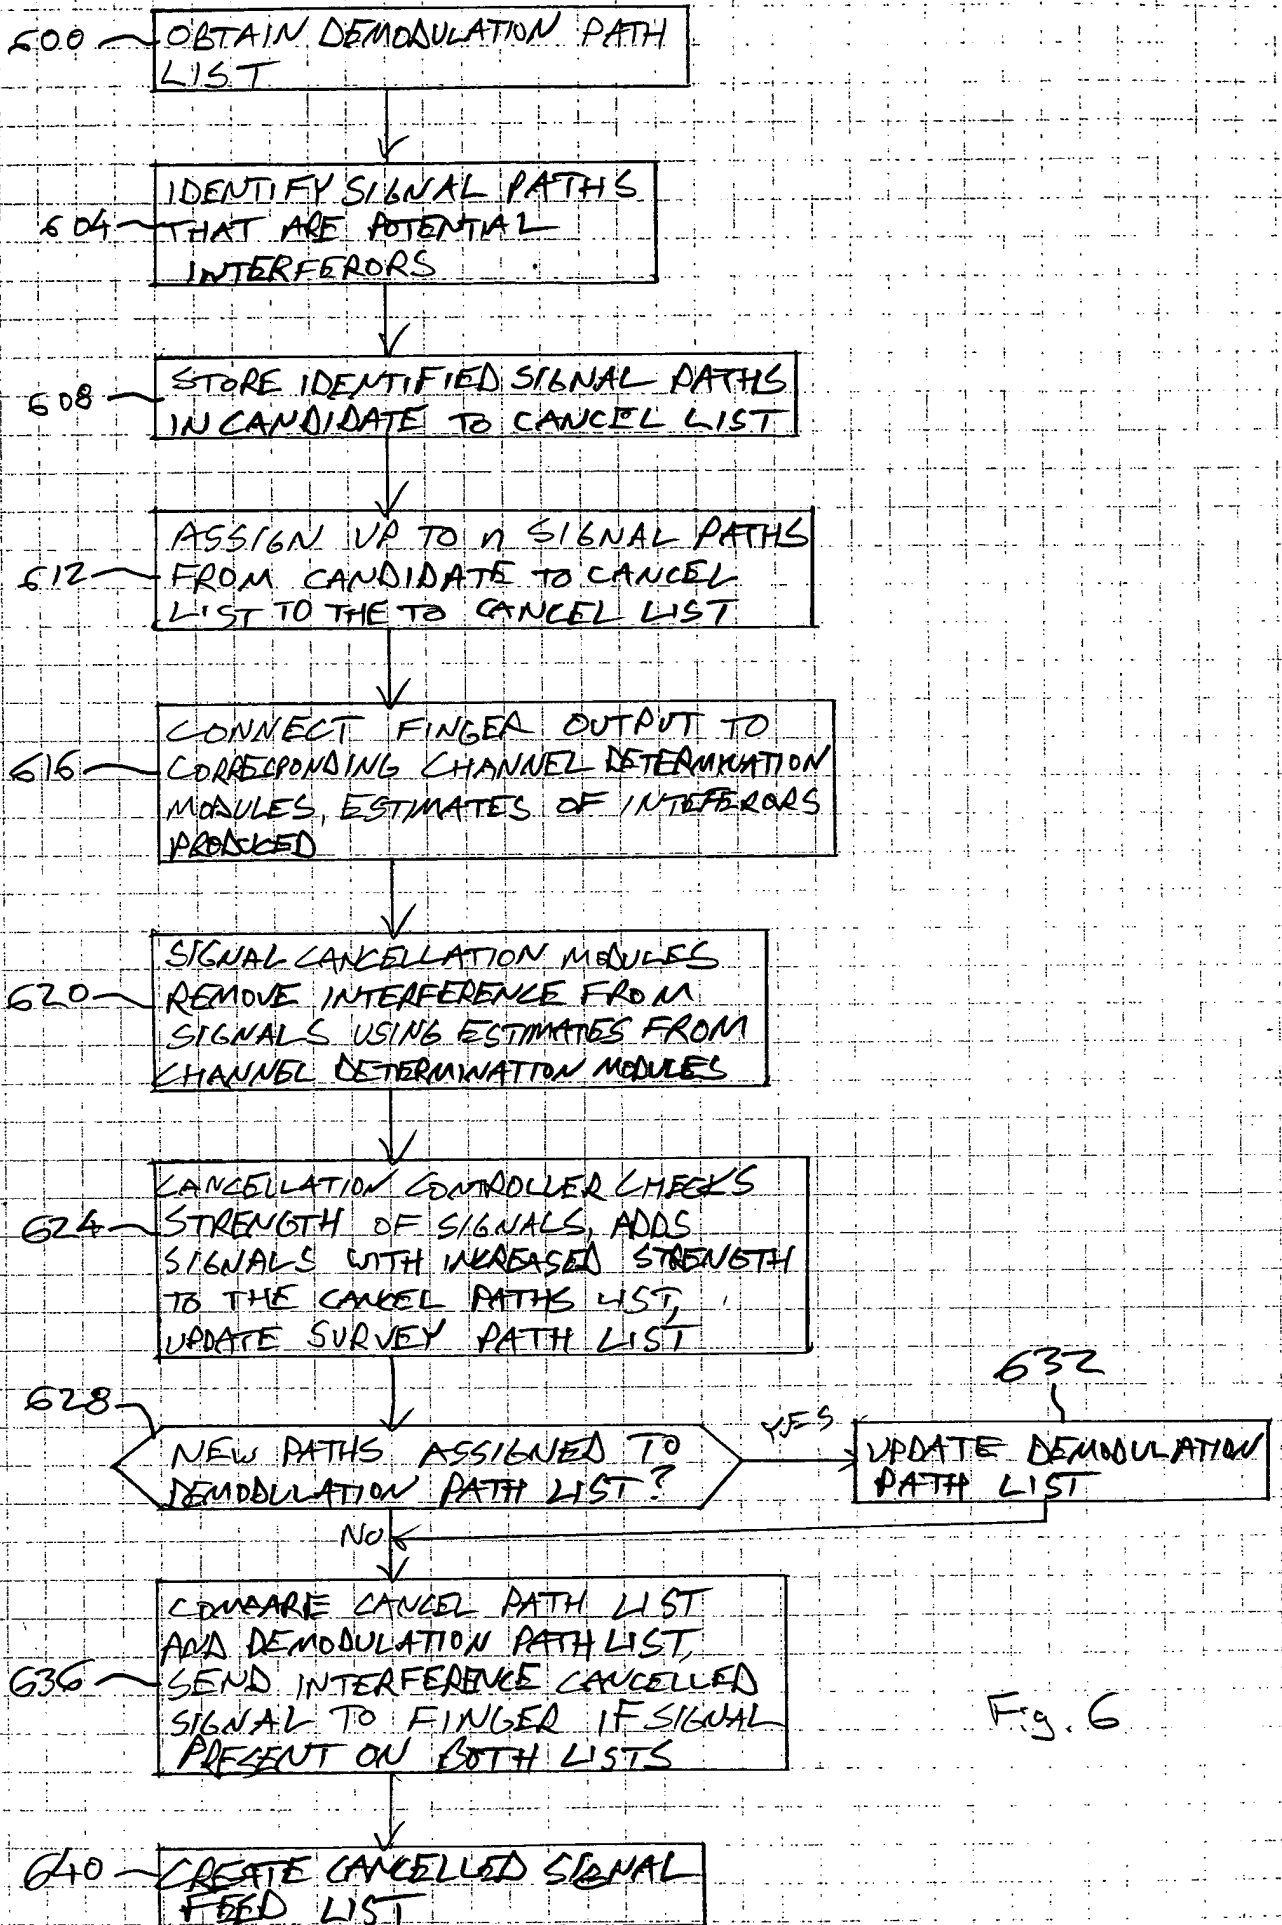 600
OBTAIN DEMODULATION PATH
LIST
604
IDENTIFY SIGNAL PATHS
THAT ARE POTENTIAL
INTERFERORS
608
STORE IDENTIFIED SIGNAL PATHS
IN CANDIDATE TO CANCEL LIST
612
ASSIGN UP TO n SIGNAL PATHS
FROM CANDIDATE TO CANCEL
LIST TO THE TO CANCEL LIST
616
CONNECT FINGER OUTPUT TO
CORRESPONDING CHANNEL DETERMINATION
MODULES, ESTIMATES OF INTEFERORS
PRODUCED
620
SIGNAL CANCELLATION MODULES
REMOVE INTERFERENCE FROM
SIGNALS USING ESTIMATES FROM
CHANNEL DETERMINATION MODULES
624
CANCELLATION CONTROLLER CHECKS
STRENGTH OF SIGNALS, ADDS
SIGNALS WITH INCREASED STRENGTH
TO THE CANCEL PATHS LIST,
UPDATE SURVEY PATH LIST
628
NEW PATHS ASSIGNED TO
DEMODULATION PATH LIST?
YES
632
UPDATE DEMODULATION
PATH LIST
NO
636
COMPARE CANCEL PATH LIST
AND DEMODULATION PATH LIST,
SEND INTERFERENCE CANCELLED
SIGNAL TO FINGER IF SIGNAL
PRESENT ON BOTH LISTS
640
CREATE CANCELLED SIGNAL
FEED LIST
Fig. 6